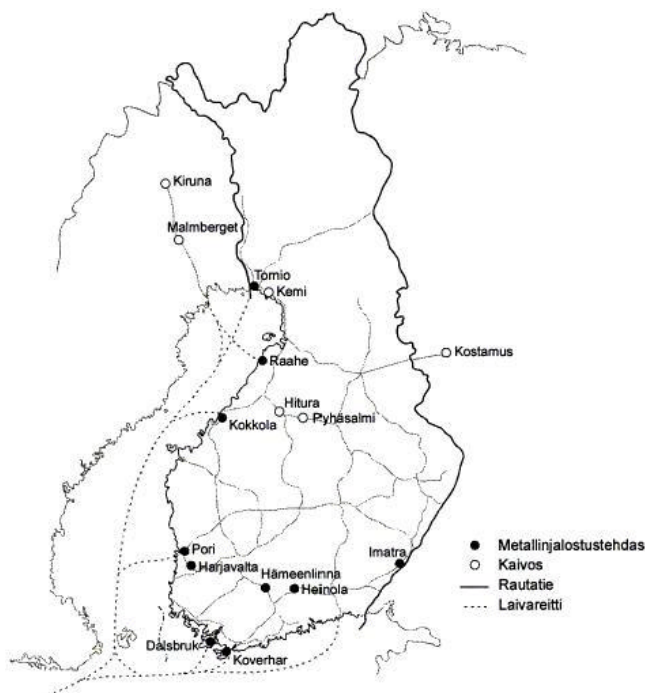 Kiruna
Malmberget
Tornio
Kemi
Kostamus
Raahe
Hitura
Pyhäsalmi
Kokkola
Pori
Harjavalta
Imatra
Hämeenlinna
Heinola
Dalsbruk
Koverhar
Metallinjalostustehdas
Kaivos
Rautatie
Laivareitti